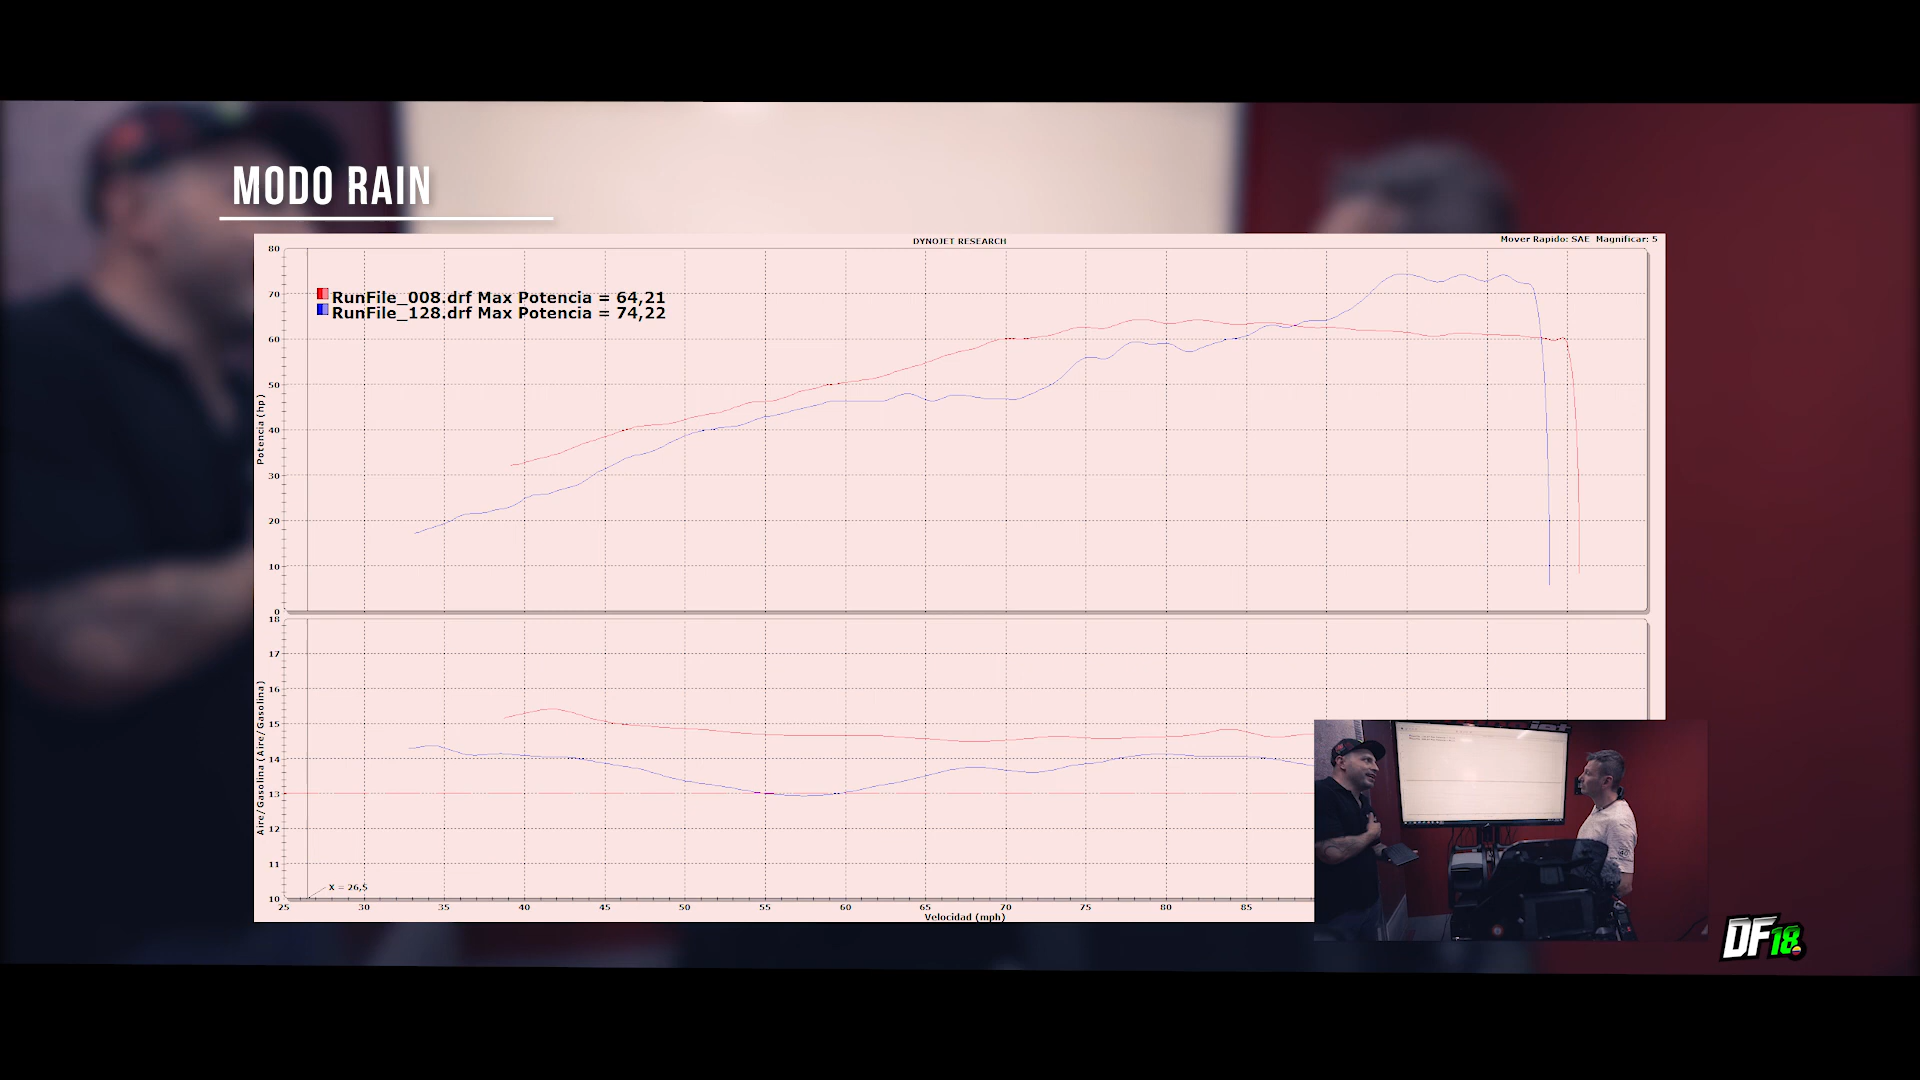 MODO RAIN
DYNOJET RESEARCH
Mover Rapido: SAE Magnificar: 5
RunFile_008.drf Max Potencia = 64,21
RunFile_128.drf Max Potencia = 74,22
80
70
60
50
40
30
20
10
0
Potencia (hp)
18
17
16
15
14
13
12
11
10
Aire/Gasolina (Aire/Gasolina)
X = 26,5
25 30 35 40 45 50 55 60 65 70 75 80 85
Velocidad (mph)
DF18